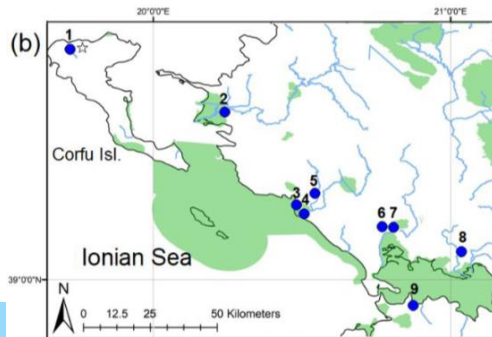 (b)
20°0'0"E
21°0'0"E
1
2
Corfu Isl.
5
3
4
6 7
8
Ionian Sea
39°0'0"N
9
N
0 12.5 25 50 Kilometers